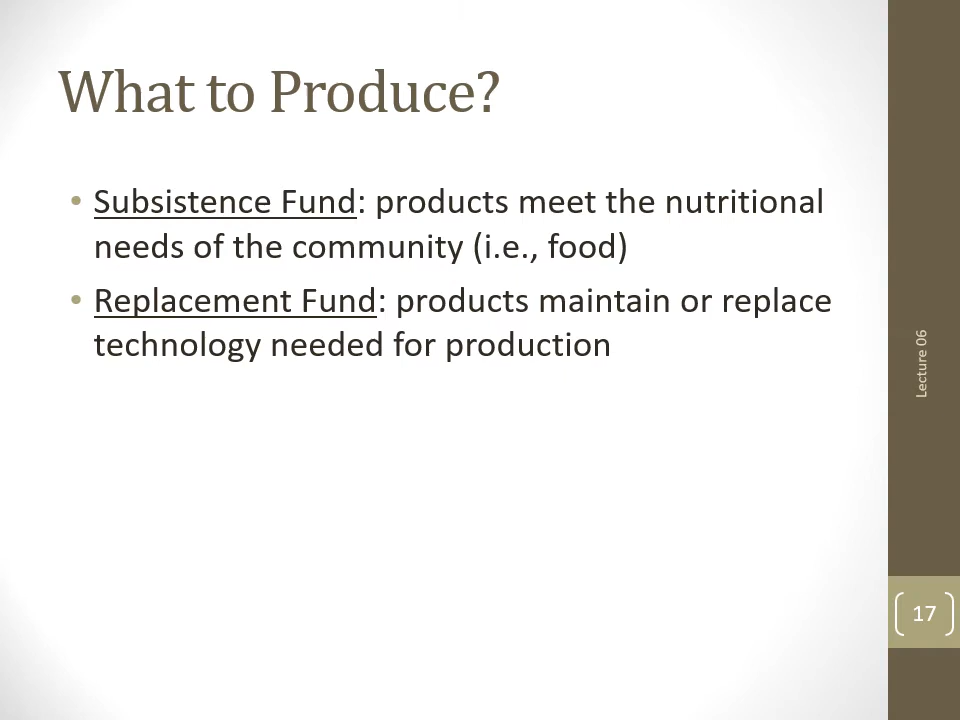 What to Produce?
• Subsistence Fund: products meet the nutritional
needs of the community (i.e., food)
• Replacement Fund: products maintain or replace
technology needed for production
Lecture 06
17